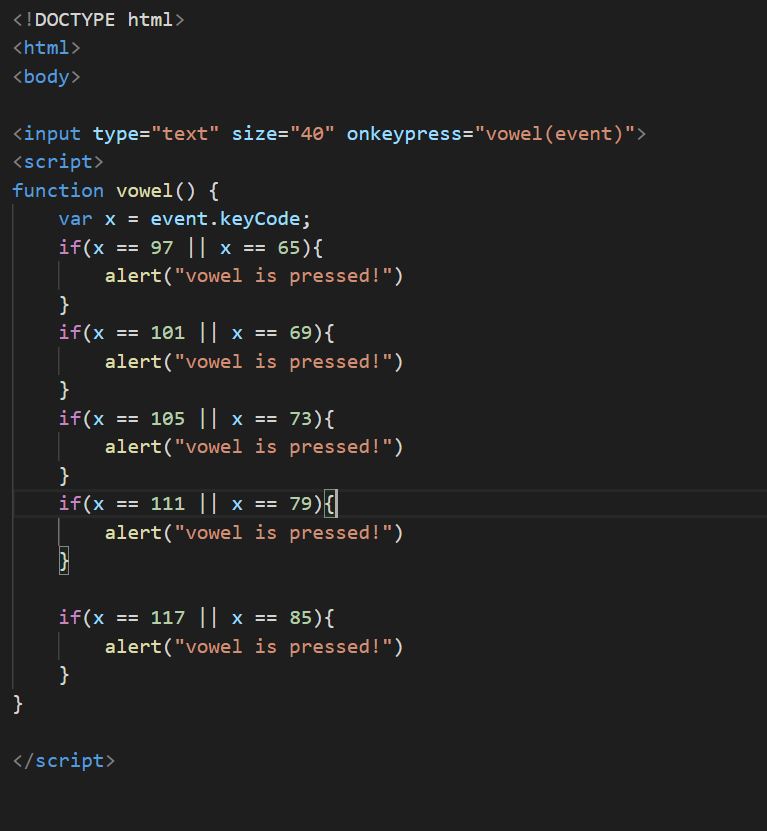 <!DOCTYPE html>
<html>
<body>

<input type="text" size="40" onkeypress="vowel(event)">
<script>
function vowel() {
    var x = event.keyCode;
    if(x == 97 || x == 65){
        alert("vowel is pressed!")
    }
    if(x == 101 || x == 69){
        alert("vowel is pressed!")
    }
    if(x == 105 || x == 73){
        alert("vowel is pressed!")
    }
    if(x == 111 || x == 79){
        alert("vowel is pressed!")
    }

    if(x == 117 || x == 85){
        alert("vowel is pressed!")
    }
}

</script>